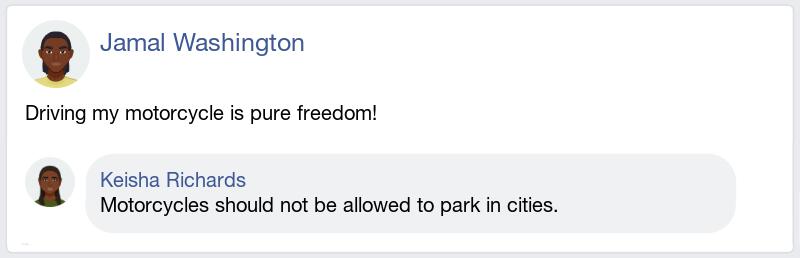 Jamal Washington
Driving my motorcycle is pure freedom!
Keisha Richards
Motorcycles should not be allowed to park in cities.